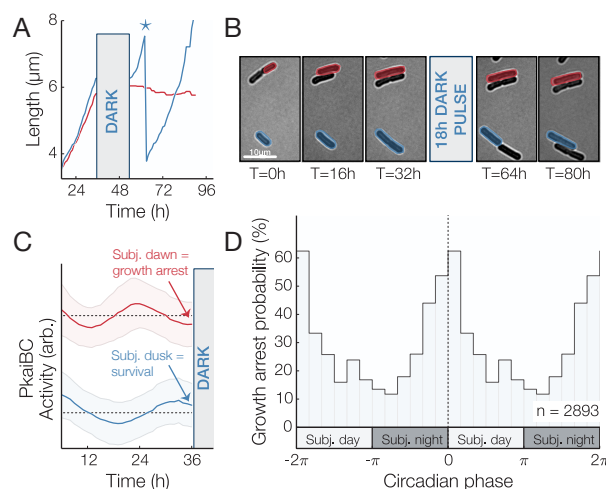 A
Length (µm)
8
6
4
DARK
24
48
72
96
Time (h)
B
10µm
18h DARK
PULSE
T=0h
T=16h
T=32h
T=64h
T=80h
C
PkaiBC
Activity (arb.)
Subj. dawn =
growth arrest
Subj. dusk =
survival
DARK
12
24
36
Time (h)
D
Growth arrest probability (%)
60
50
40
30
20
10
0
n = 2893
Subj. day
Subj. night
Subj. day
Subj. night
-2π
-π
0
π
2π
Circadian phase